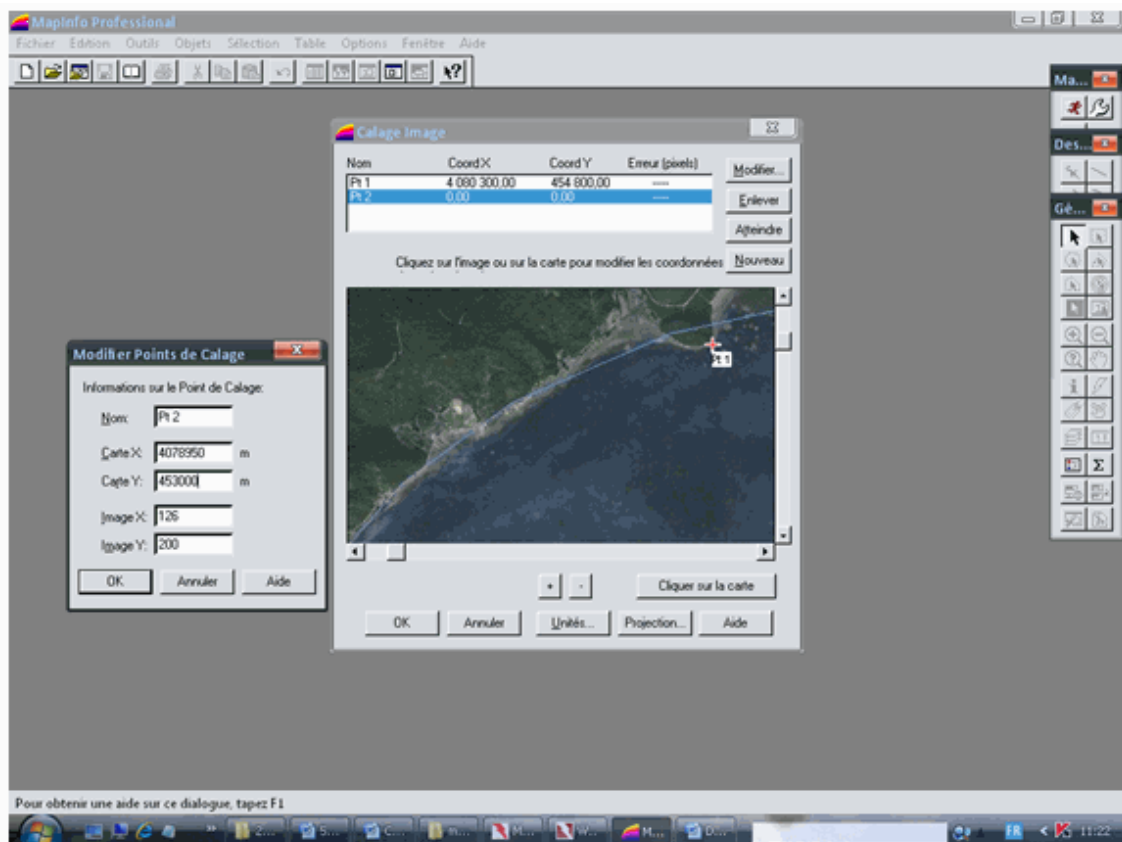 MapInfo Professional
Fichier Edition Outils Objets Sélection Table Options Fenêtre Aide
Ma...
Des...
Gé...
Calage Image
Nom Coord X Coord Y Erreur (pixels)
Pt 1 4 080 300,00 454 800,00 ----
Pt 2 0,00 0,00 ----
Modifier...
Enlever
Atteindre
Nouveau
Cliquez sur l'image ou sur la carte pour modifier les coordonnées
Pt 1
Modifier Points de Calage
Informations sur le Point de Calage:
Nom: Pt 2
Carte X: 4078950 m
Carte Y: 453000 m
Image X: 126
Image Y: 200
OK Annuler Aide
+ - Cliquer sur la carte
OK Annuler Unités... Projection... Aide
Pour obtenir une aide sur ce dialogue, tapez F1
» 2... S... C... m... M... W... M... D... FR < 11:22